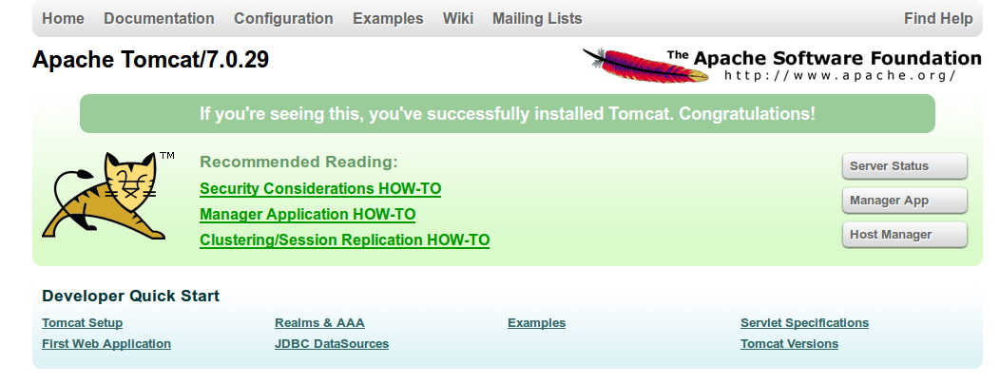 Home Documentation Configuration Examples Wiki Mailing Lists Find Help
Apache Tomcat/7.0.29
The Apache Software Foundation
http://www.apache.org/
If you're seeing this, you've successfully installed Tomcat. Congratulations!
TM
Recommended Reading:
Security Considerations HOW-TO
Manager Application HOW-TO
Clustering/Session Replication HOW-TO
Server Status
Manager App
Host Manager
Developer Quick Start
Tomcat Setup Realms & AAA Examples Servlet Specifications
First Web Application JDBC DataSources Tomcat Versions